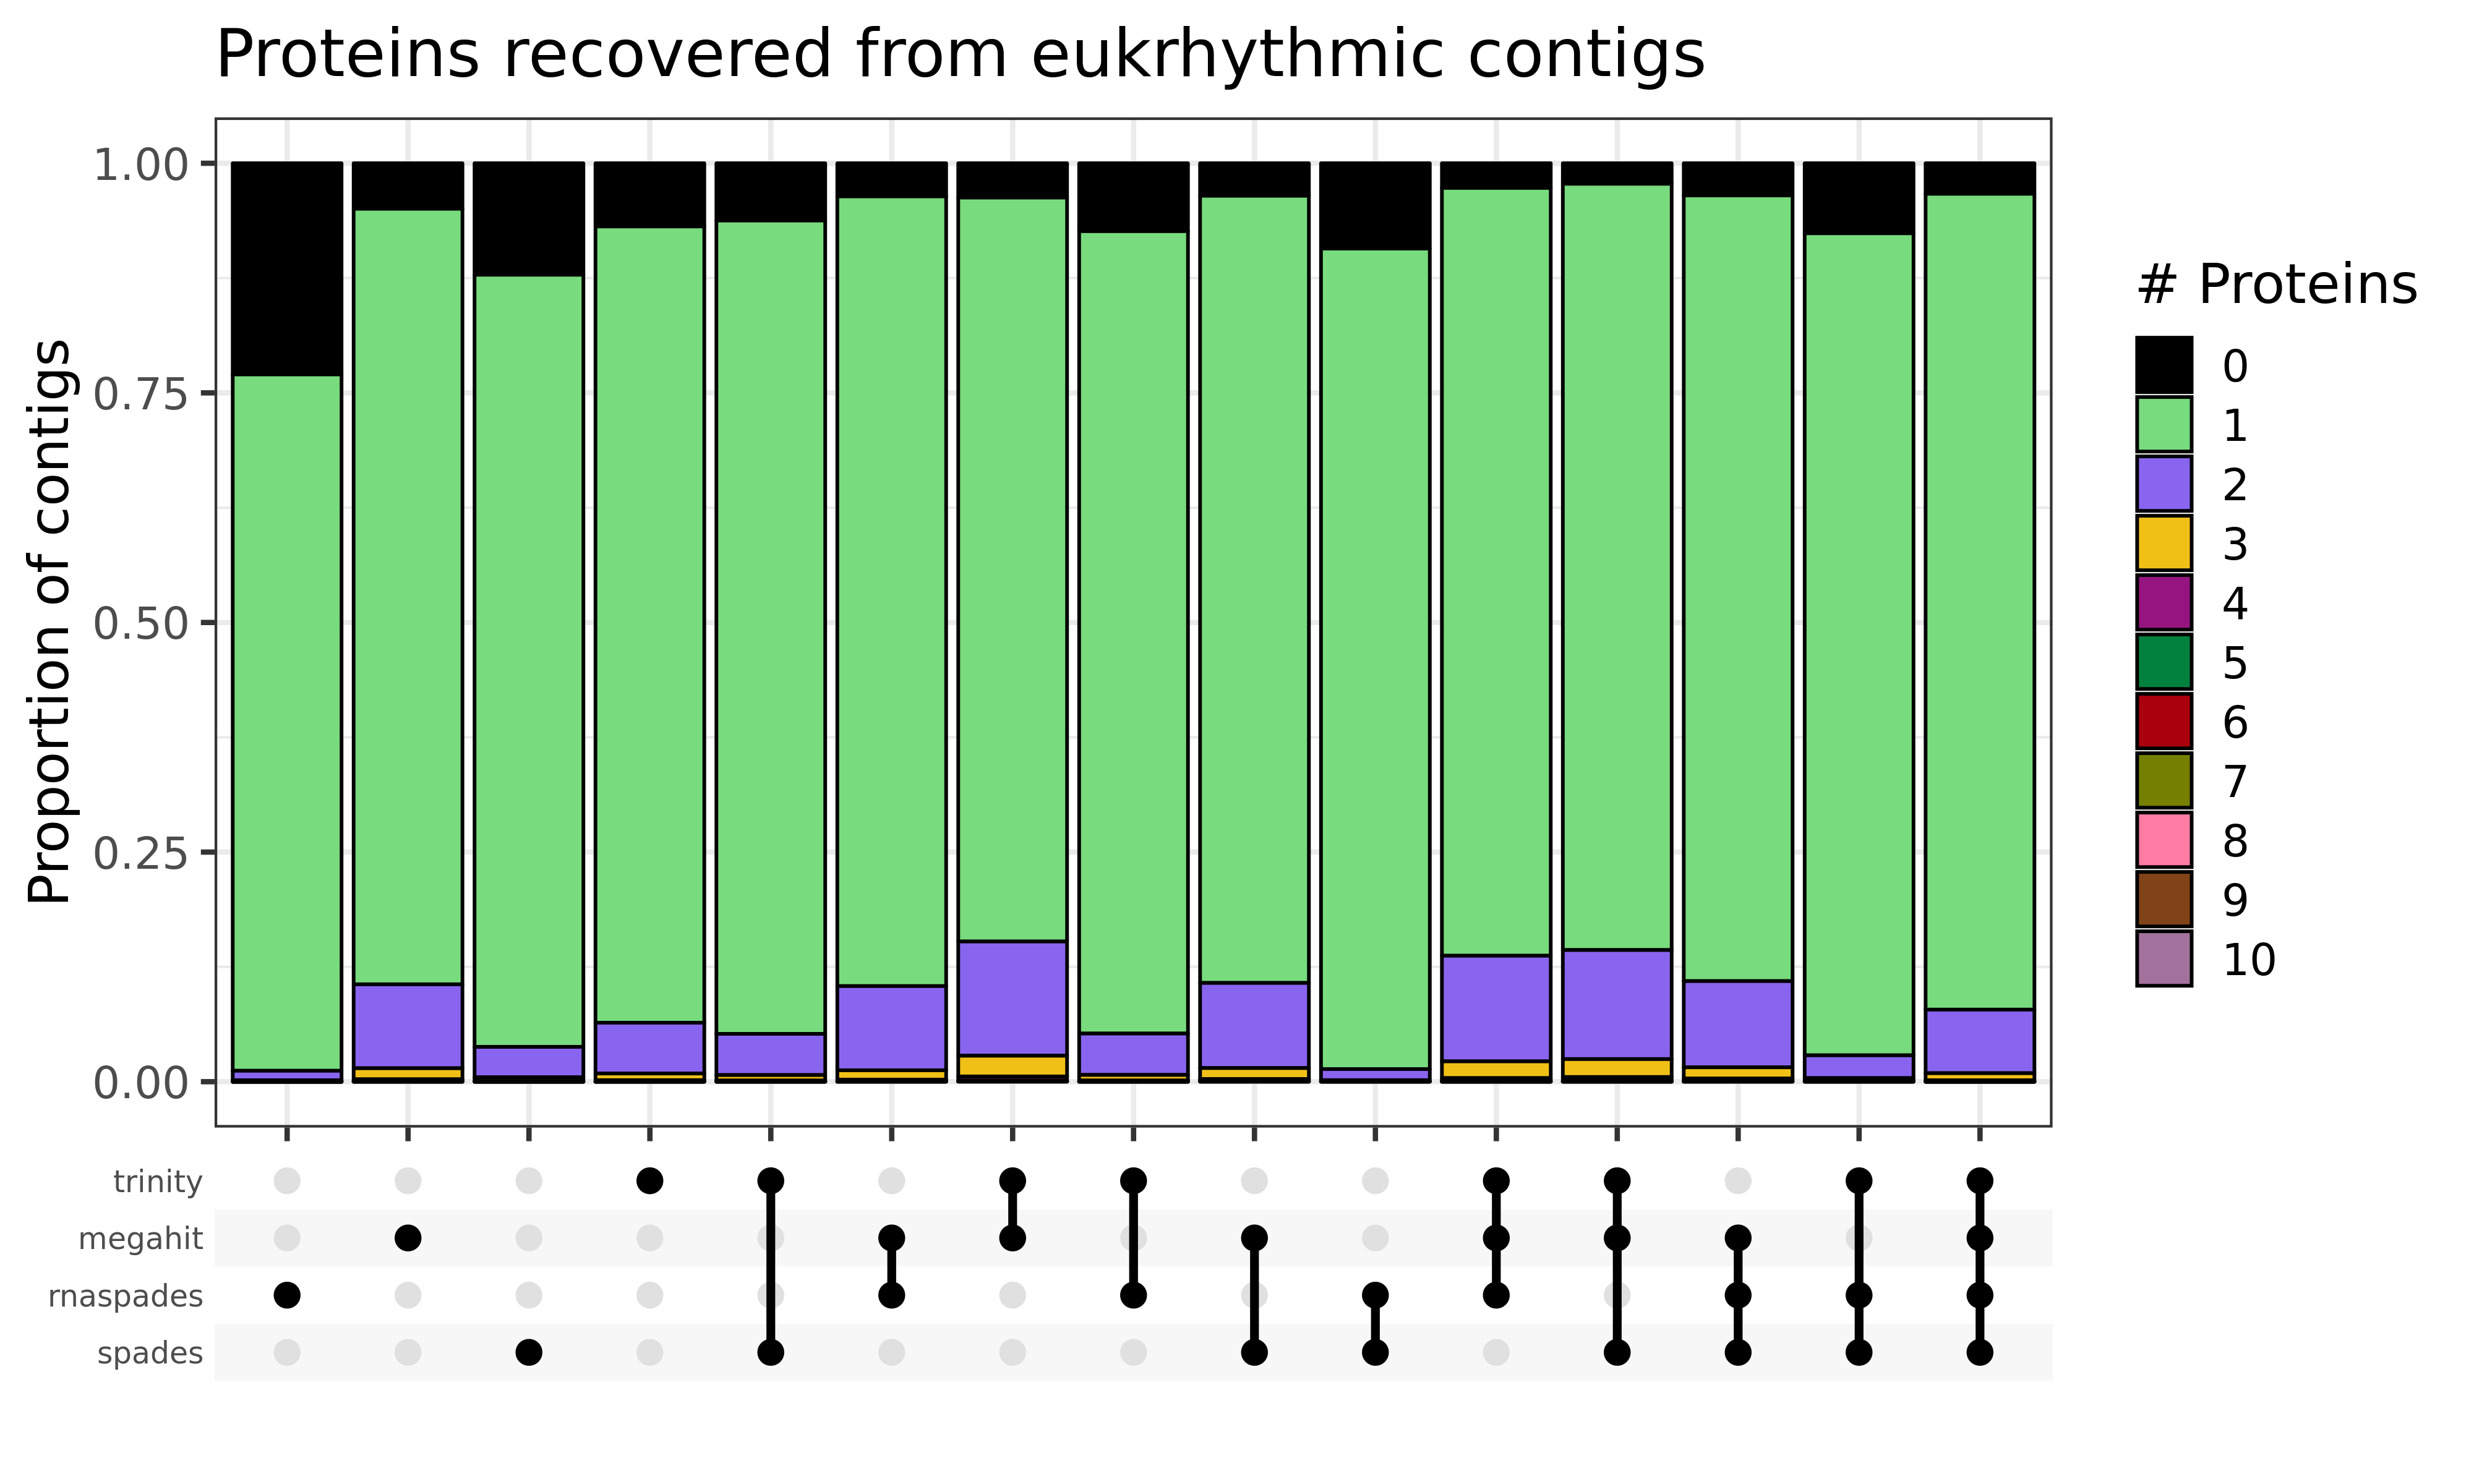 Proteins recovered from eukrhythmic contigs
Proportion of contigs
1.00
0.75
0.50
0.25
0.00
trinity
megahit
rnaspades
spades
# Proteins
0
1
2
3
4
5
6
7
8
9
10